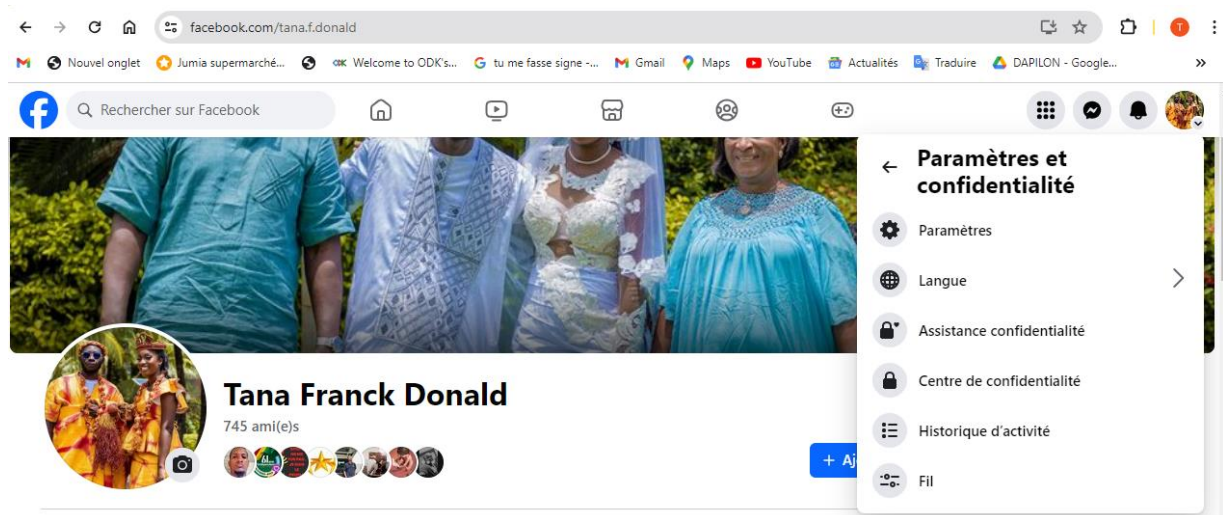 facebook.com/tana.f.donald
T
Nouvel onglet
Jumia supermarché...
Welcome to ODK's...
tu me fasse signe -...
Gmail
Maps
YouTube
Actualités
Traduire
DAPILON - Google...
»
Rechercher sur Facebook
Paramètres et
confidentialité
Paramètres
Langue
Assistance confidentialité
Centre de confidentialité
Historique d'activité
Fil
Tana Franck Donald
745 ami(e)s
+ Aj